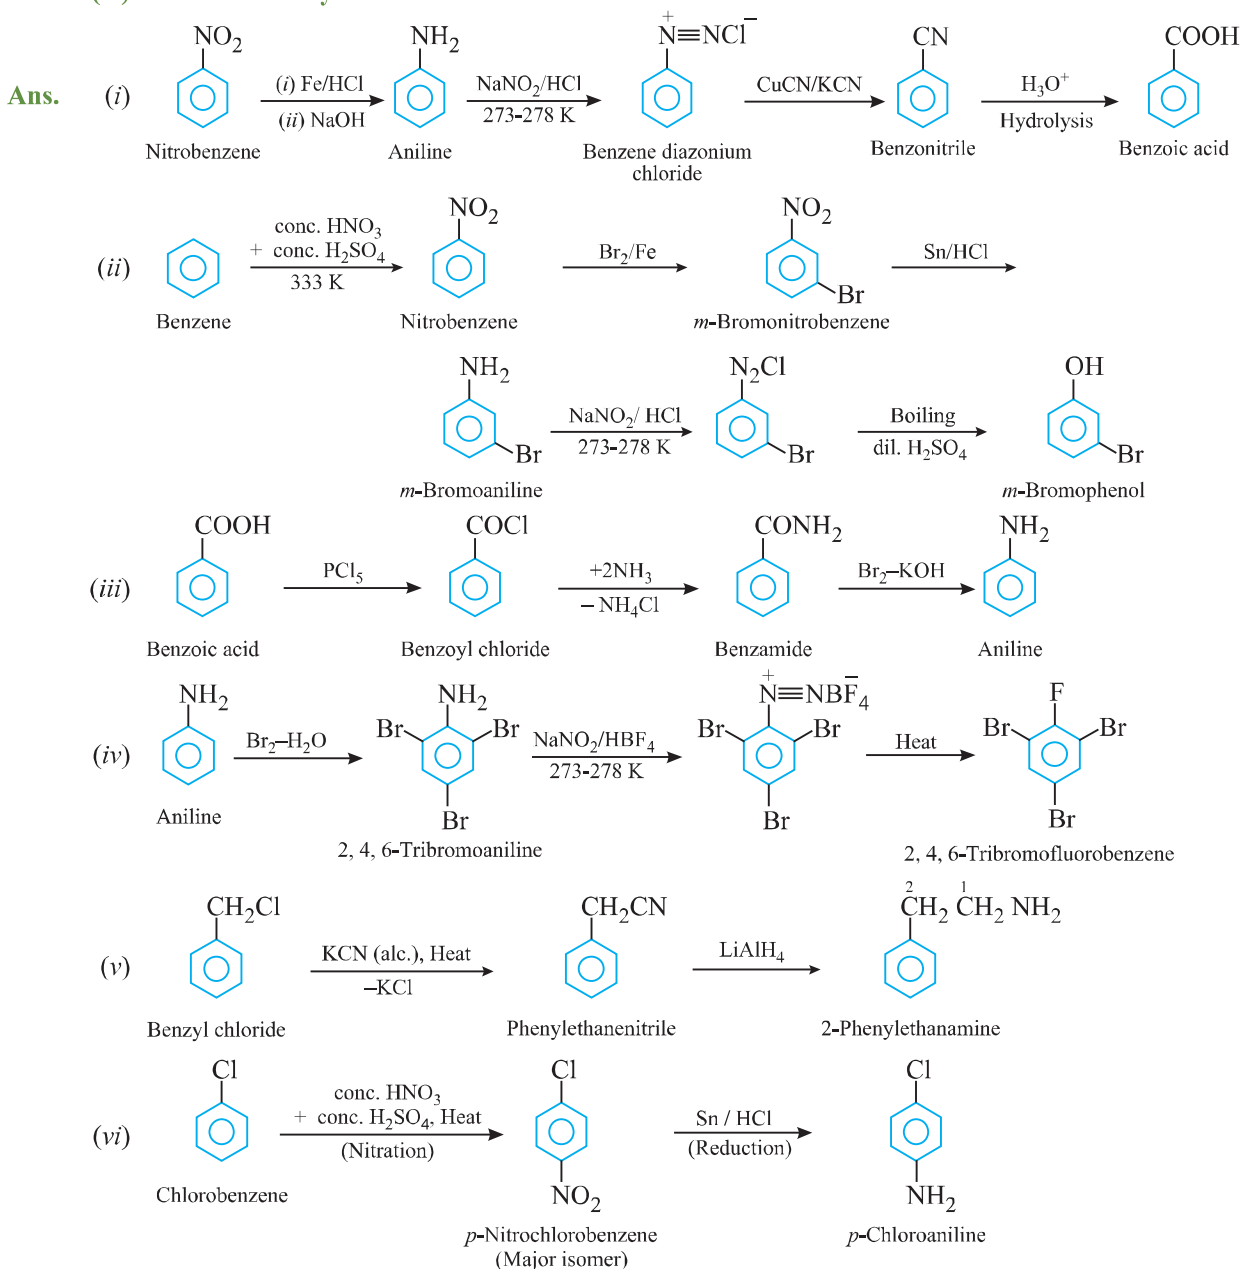 Ans. (i) NO₂ NH₂ N⁺≡NCl⁻ CN COOH
(i) Fe/HCl NaNO₂/HCl CuCN/KCN H₃O⁺
(ii) NaOH 273-278 K Hydrolysis
Nitrobenzene Aniline Benzene diazonium Benzonitrile Benzoic acid
chloride
(ii) NO₂ NO₂
conc. HNO₃
+ conc. H₂SO₄ Br₂/Fe Sn/HCl
333 K
Br
Benzene Nitrobenzene m-Bromonitrobenzene
NH₂ N₂Cl OH
NaNO₂/ HCl Boiling
273-278 K dil. H₂SO₄
Br Br Br
m-Bromoaniline m-Bromophenol
(iii) COOH COCl CONH₂ NH₂
PCl₅ +2NH₃ Br₂–KOH
– NH₄Cl
Benzoic acid Benzoyl chloride Benzamide Aniline
(iv) NH₂ NH₂ N⁺≡NBF̄₄ F
Br Br Br Br Br Br
Br₂–H₂O NaNO₂/HBF₄ Heat
273-278 K
Aniline Br Br Br
2, 4, 6-Tribromoaniline 2, 4, 6-Tribromofluorobenzene
(v) CH₂Cl CH₂CN 2 1
CH₂ CH₂ NH₂
KCN (alc.), Heat LiAlH₄
–KCl
Benzyl chloride Phenylethanenitrile 2-Phenylethanamine
(vi) Cl Cl Cl
conc. HNO₃
+ conc. H₂SO₄, Heat Sn / HCl
(Nitration) (Reduction)
Chlorobenzene NO₂ NH₂
p-Nitrochlorobenzene p-Chloroaniline
(Major isomer)